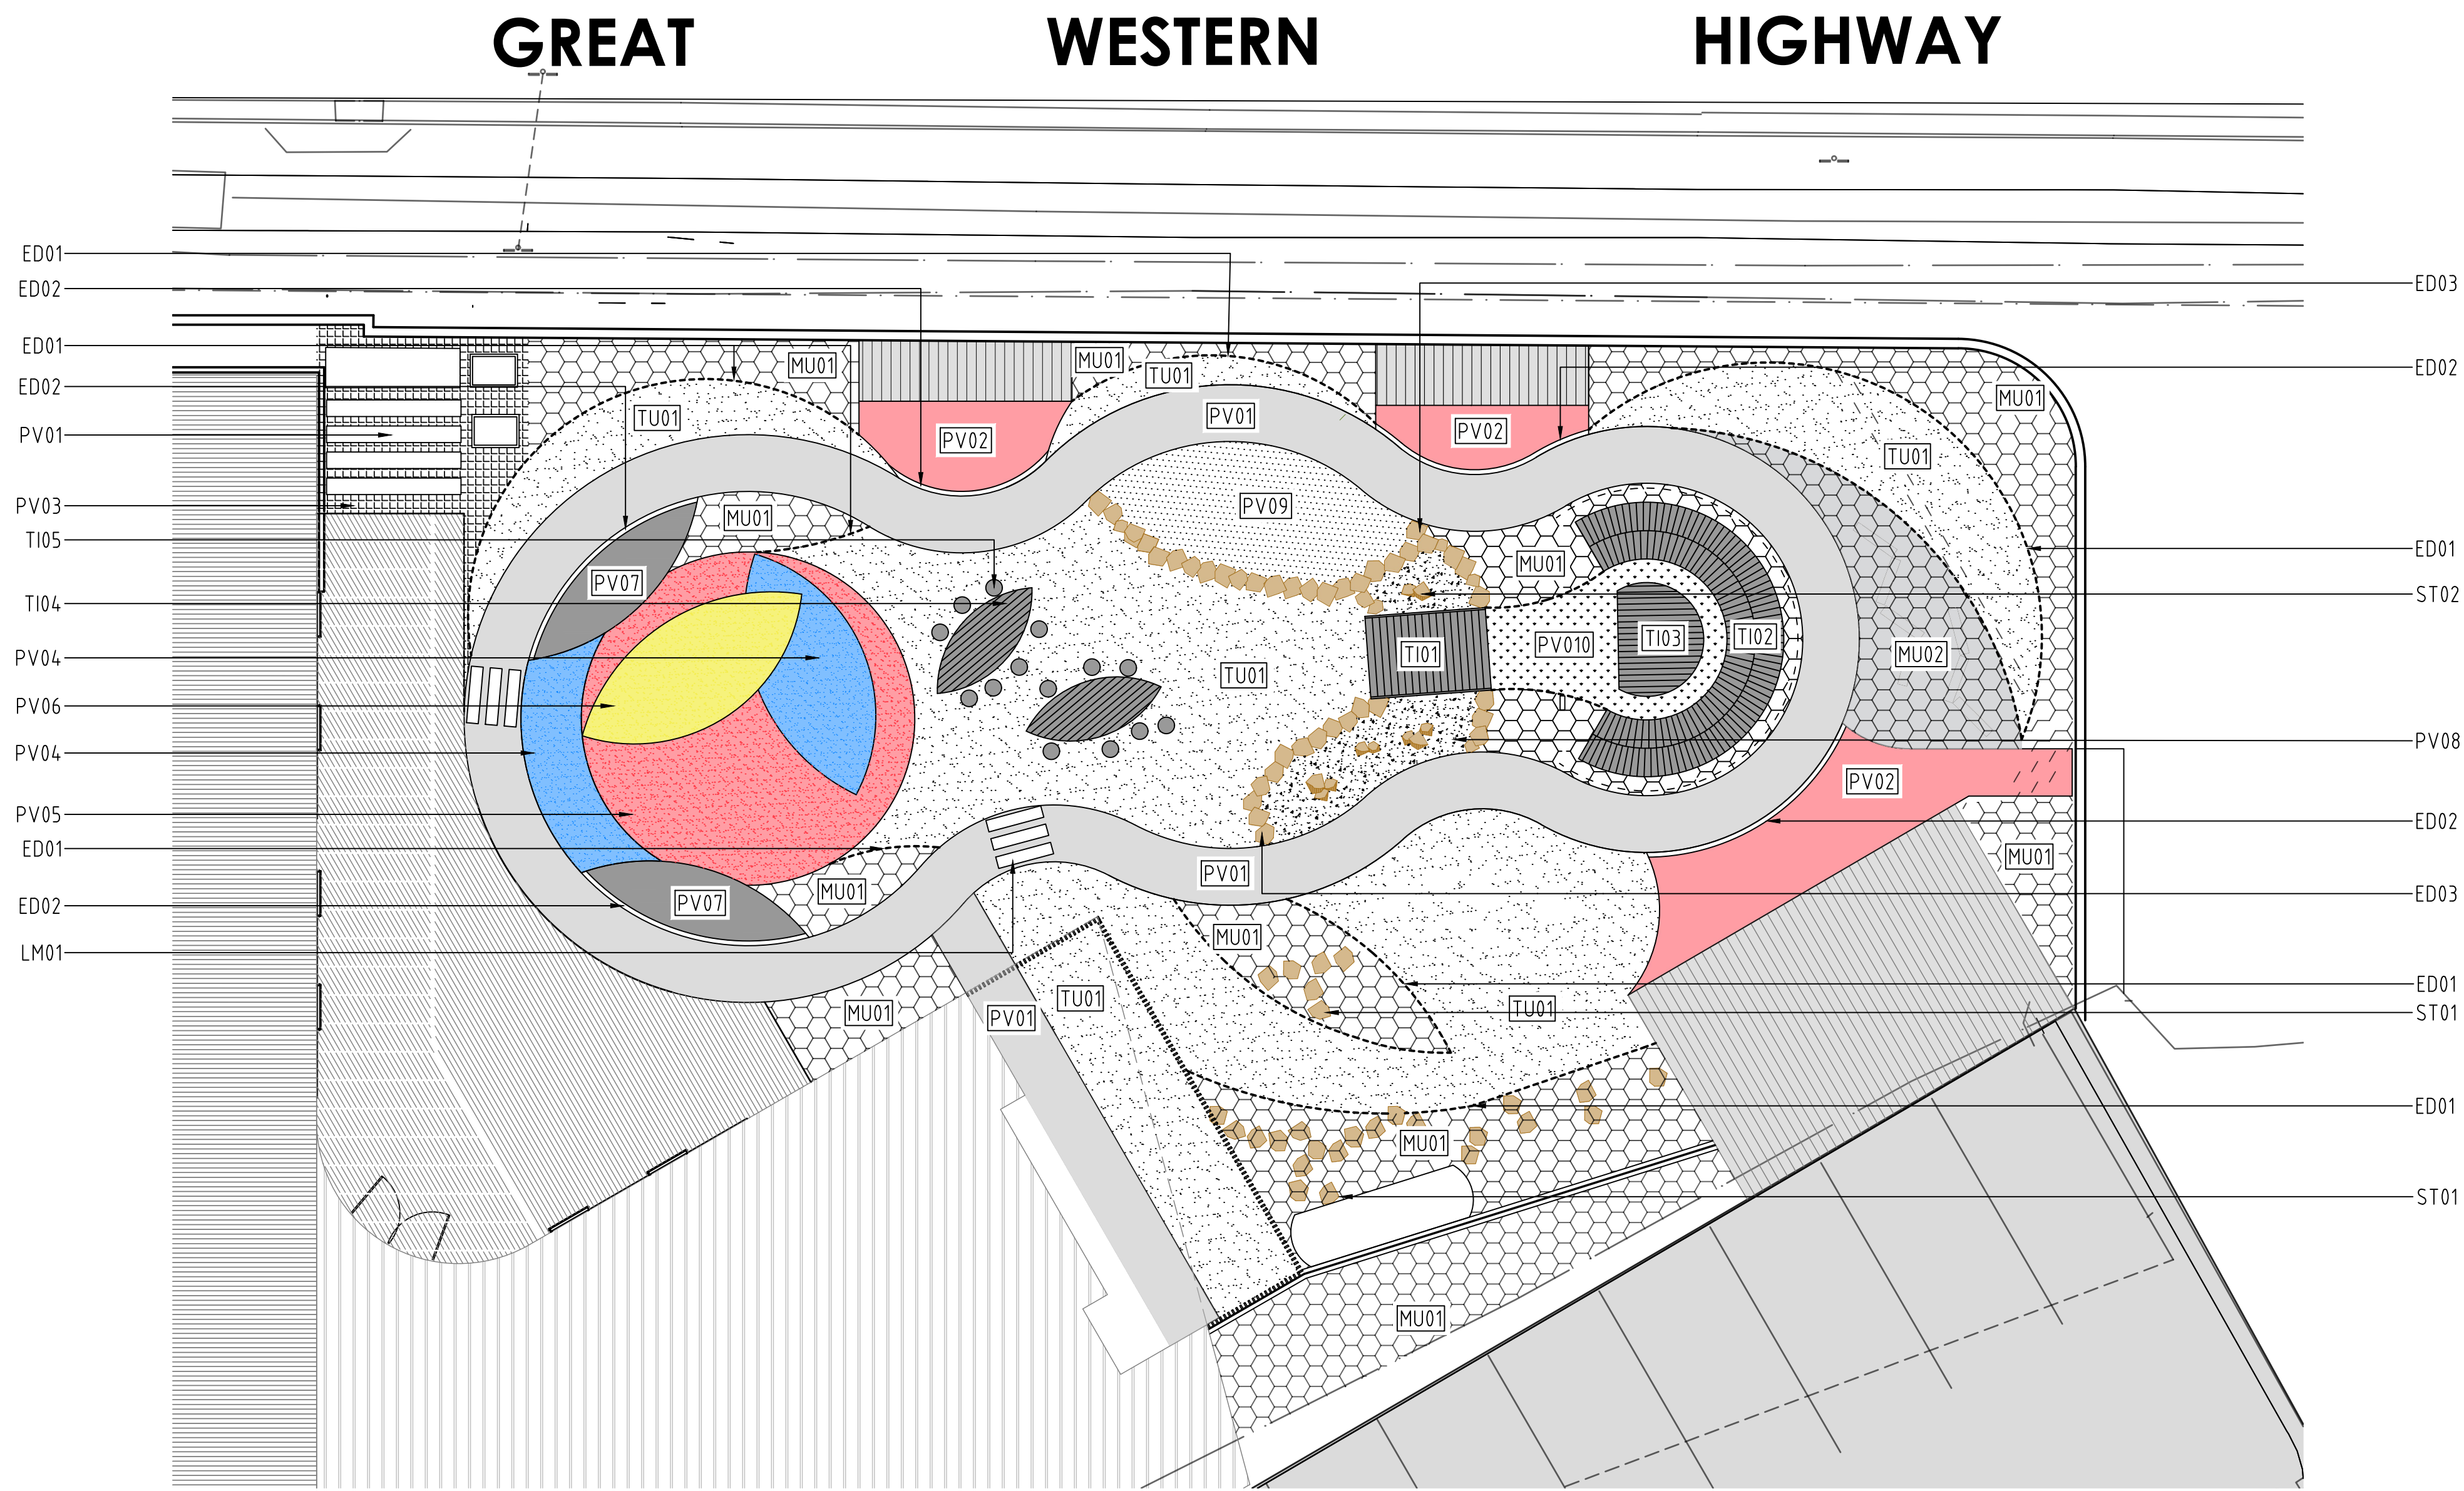 GREAT WESTERN HIGHWAY
ED01
ED02
ED01
ED02
PV01
PV03
TI05
TI04
PV04
PV06
PV04
PV05
ED01
ED02
LM01
ED03
ED02
ED01
ST02
PV08
ED02
ED03
ED01
ST01
ED01
ST01
MU01
MU01
TU01
MU01
TU01
PV01
PV02
PV02
TU01
PV09
MU01
MU01
PV07
TI01
PV010
TI03
TI02
MU02
TU01
PV02
MU01
PV01
MU01
PV07
MU01
MU01
PV01
TU01
TU01
MU01
MU01